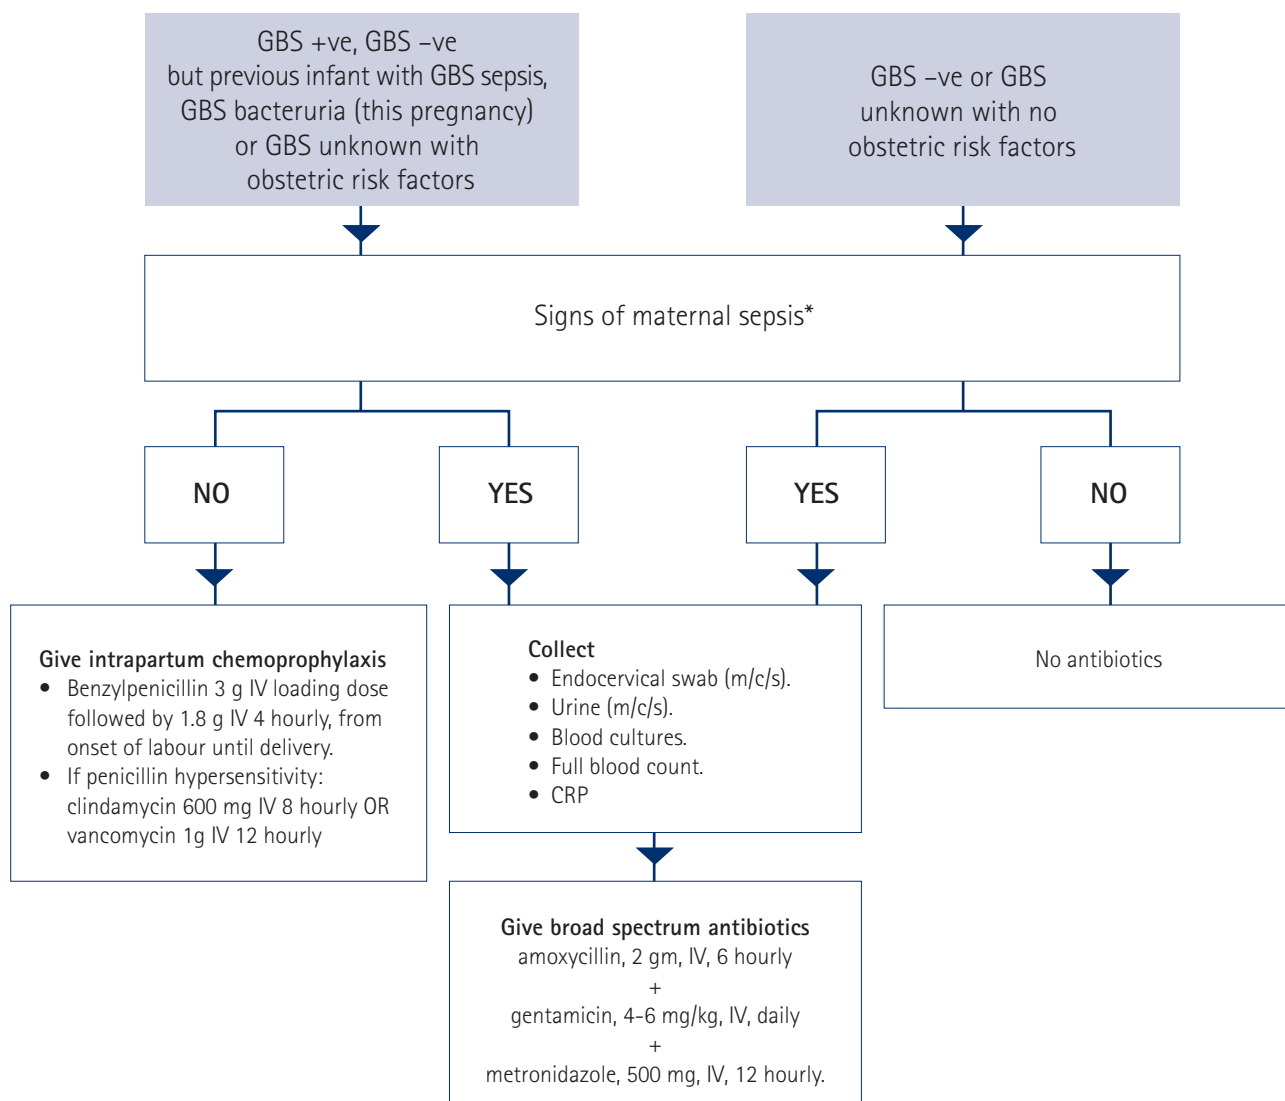 GBS +ve, GBS –ve
but previous infant with GBS sepsis,
GBS bacteruria (this pregnancy)
or GBS unknown with
obstetric risk factors
GBS –ve or GBS
unknown with no
obstetric risk factors
Signs of maternal sepsis*
NO
YES
YES
NO
Give intrapartum chemoprophylaxis
• Benzylpenicillin 3 g IV loading dose
followed by 1.8 g IV 4 hourly, from
onset of labour until delivery.
• If penicillin hypersensitivity:
clindamycin 600 mg IV 8 hourly OR
vancomycin 1g IV 12 hourly
Collect
• Endocervical swab (m/c/s).
• Urine (m/c/s).
• Blood cultures.
• Full blood count.
• CRP
No antibiotics
Give broad spectrum antibiotics
amoxycillin, 2 gm, IV, 6 hourly
+
gentamicin, 4-6 mg/kg, IV, daily
+
metronidazole, 500 mg, IV, 12 hourly.